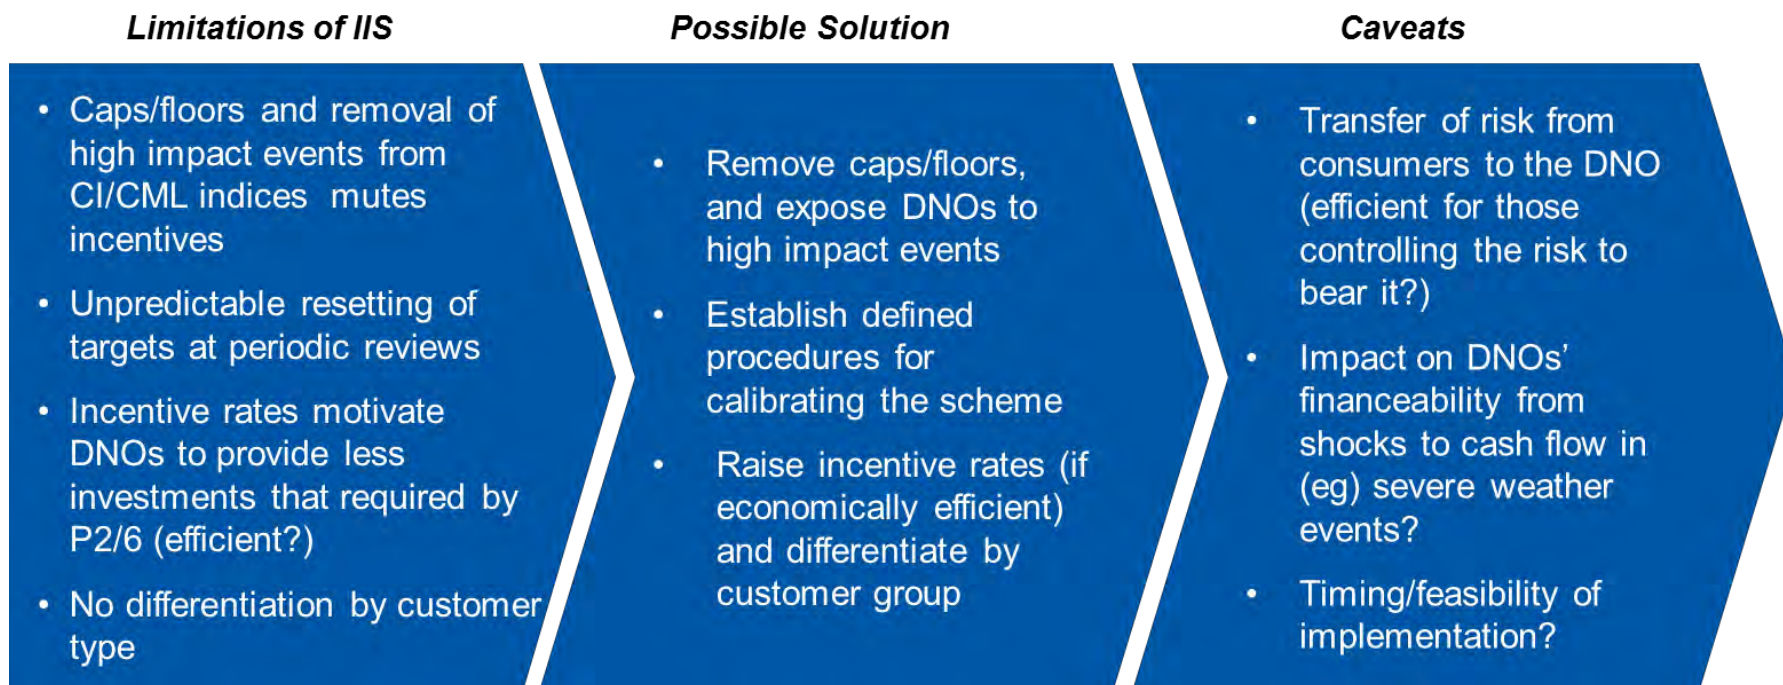 Limitations of IIS
Possible Solution
Caveats
• Caps/floors and removal of
high impact events from
CI/CML indices mutes
incentives
• Unpredictable resetting of
targets at periodic reviews
• Incentive rates motivate
DNOs to provide less
investments that required by
P2/6 (efficient?)
• No differentiation by customer
type
• Remove caps/floors,
and expose DNOs to
high impact events
• Establish defined
procedures for
calibrating the scheme
• Raise incentive rates (if
economically efficient)
and differentiate by
customer group
• Transfer of risk from
consumers to the DNO
(efficient for those
controlling the risk to
bear it?)
• Impact on DNOs’
financeability from
shocks to cash flow in
(eg) severe weather
events?
• Timing/feasibility of
implementation?